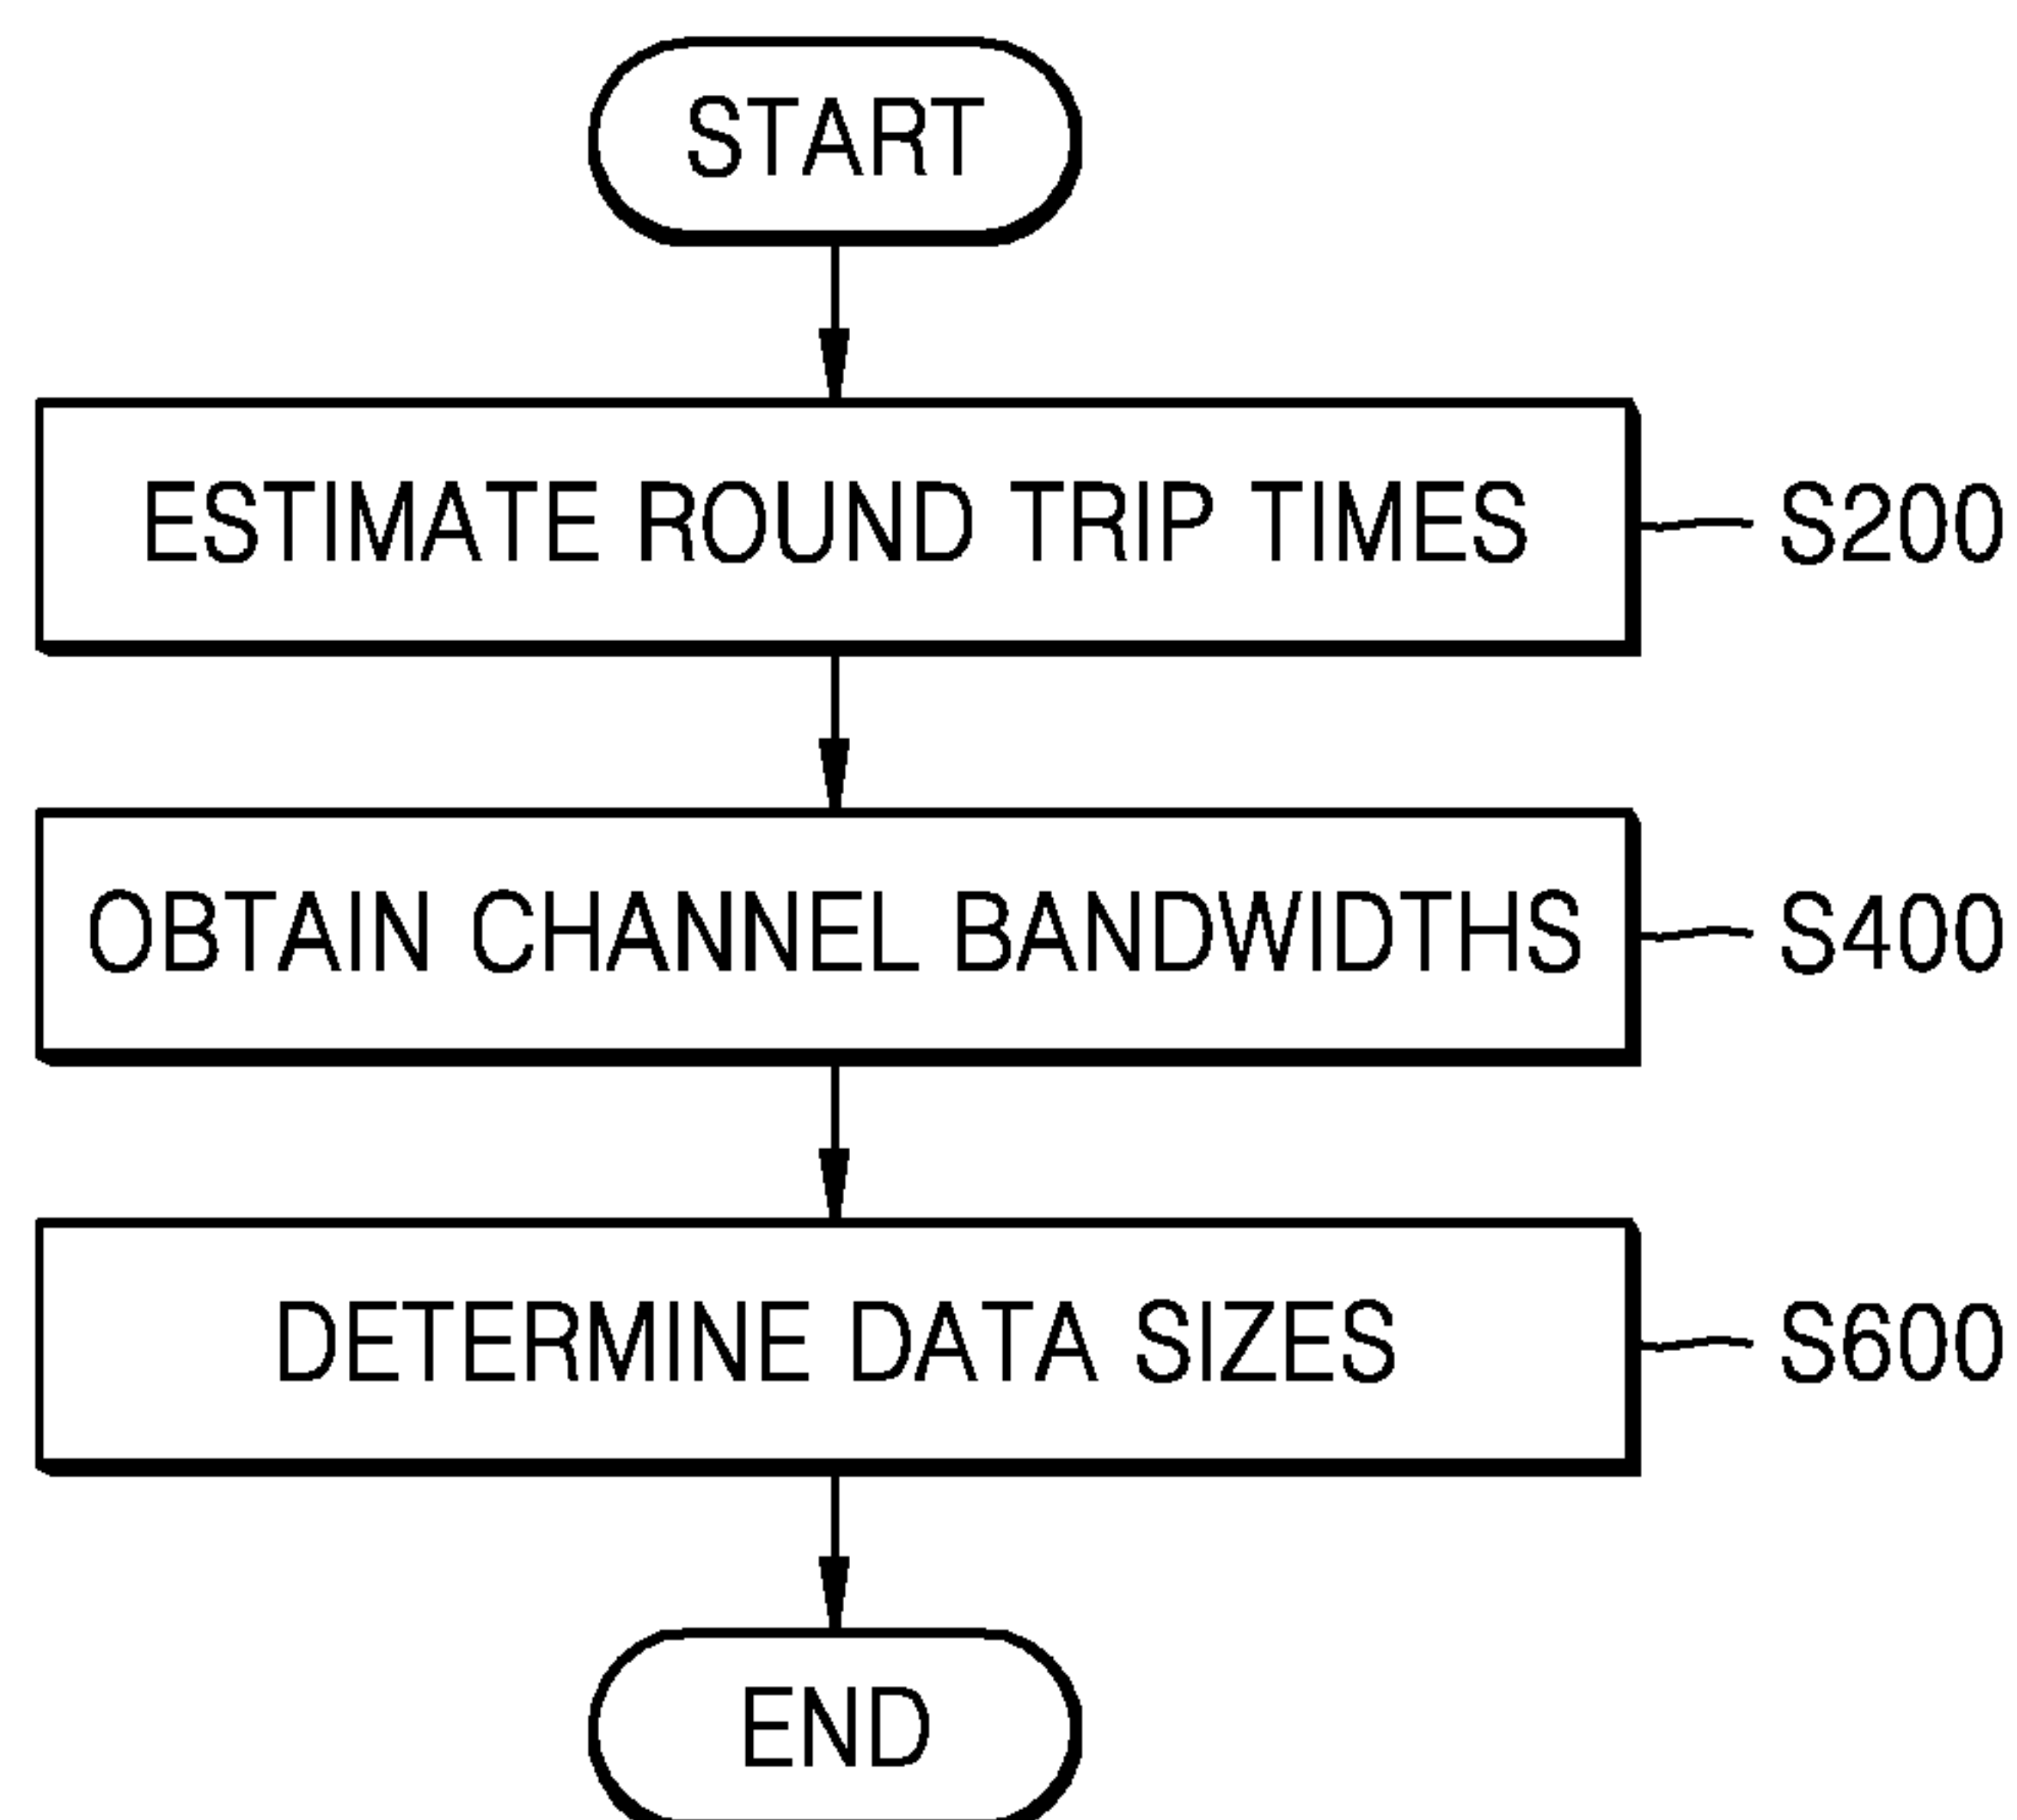 START
ESTIMATE ROUND TRIP TIMES
S200
OBTAIN CHANNEL BANDWIDTHS
S400
DETERMINE DATA SIZES
S600
END